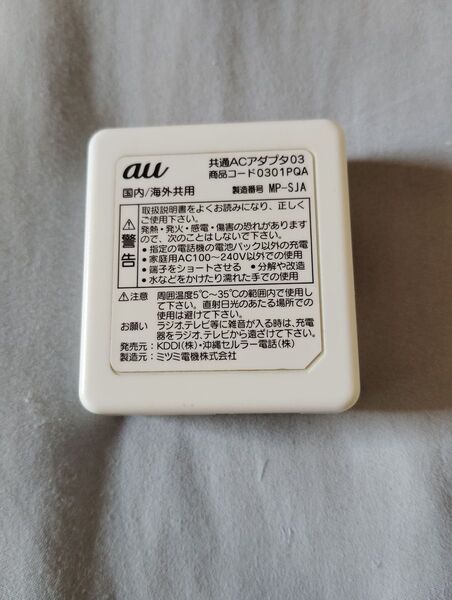 au
共通ACアダプタ03
商品コード0301PQA
国内/海外共用
製造番号 MP-SJA
警告
取扱説明書をよくお読みになり、正しくご使用下さい。
発熱・発火・感電・傷害の恐れがありますので、次のことはしないで下さい。
・指定の電話機の電池パック以外の充電
・家庭用AC100～240V以外での使用
・端子をショートさせる ・分解や改造
・水などをかけたり濡れた手での使用
注意 周囲温度5℃～35℃の範囲内で使用して下さい。直射日光のあたる場所での使用は避けて下さい。
お願い ラジオ、テレビ等に雑音が入る時は、充電器をラジオ、テレビから遠ざけて下さい。
発売元：KDDI(株)・沖縄セルラー電話(株)
製造元：ミツミ電機株式会社